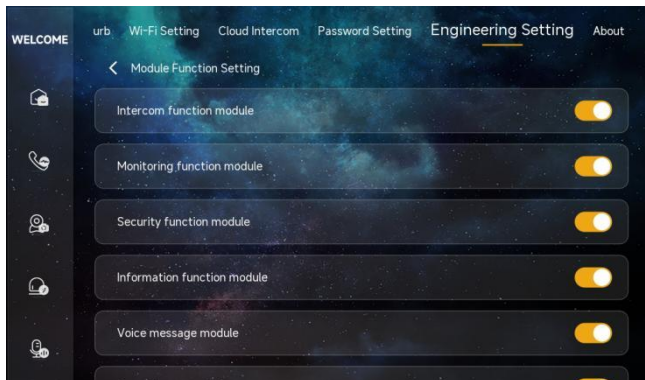 WELCOME
urb Wi-Fi Setting Cloud Intercom Password Setting Engineering Setting About
Module Function Setting
Intercom function module
Monitoring function module
Security function module
Information function module
Voice message module